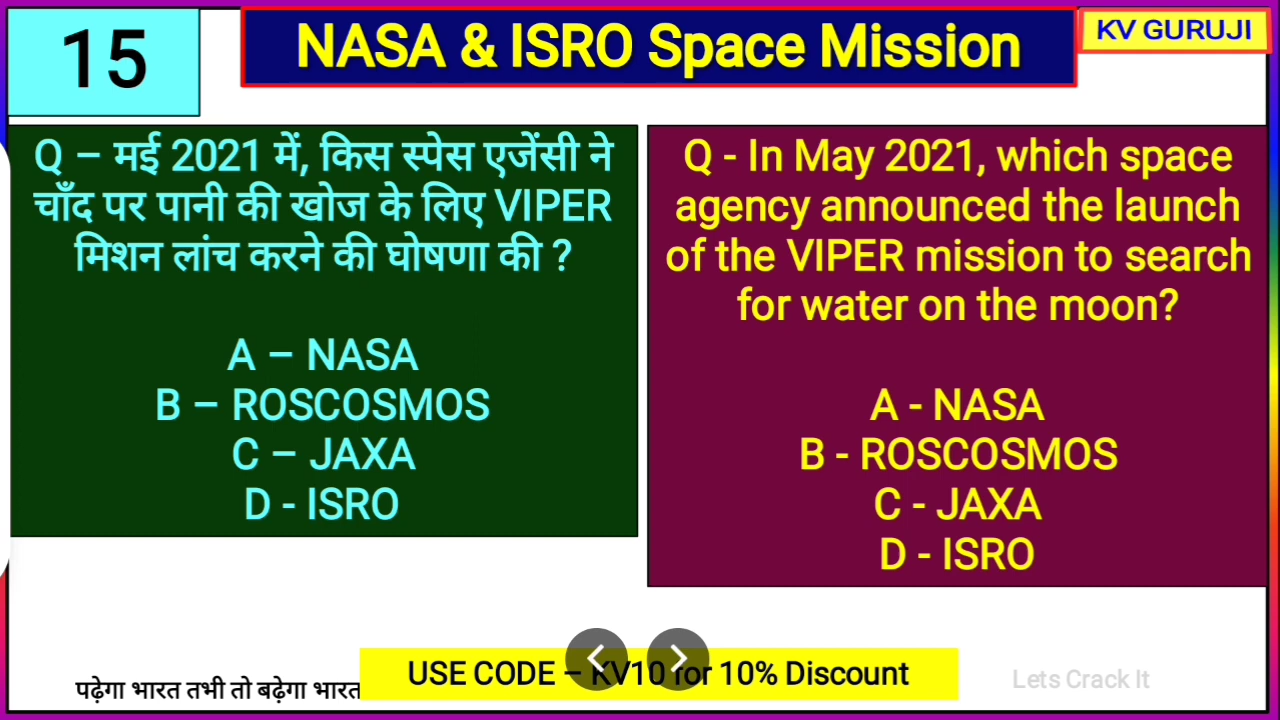 15
NASA & ISRO Space Mission
KV GURUJI
Q – मई 2021 में, किस स्पेस एजेंसी ने
चाँद पर पानी की खोज के लिए VIPER
मिशन लांच करने की घोषणा की ?
A – NASA
B – ROSCOSMOS
C – JAXA
D - ISRO
Q - In May 2021, which space
agency announced the launch
of the VIPER mission to search
for water on the moon?
A - NASA
B - ROSCOSMOS
C - JAXA
D - ISRO
पढ़ेगा भारत तभी तो बढ़ेगा भारत
USE CODE – KV10 for 10% Discount
Lets Crack It